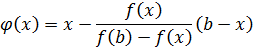 φ(x) = x − f(x) / (f(b) − f(x)) (b − x)